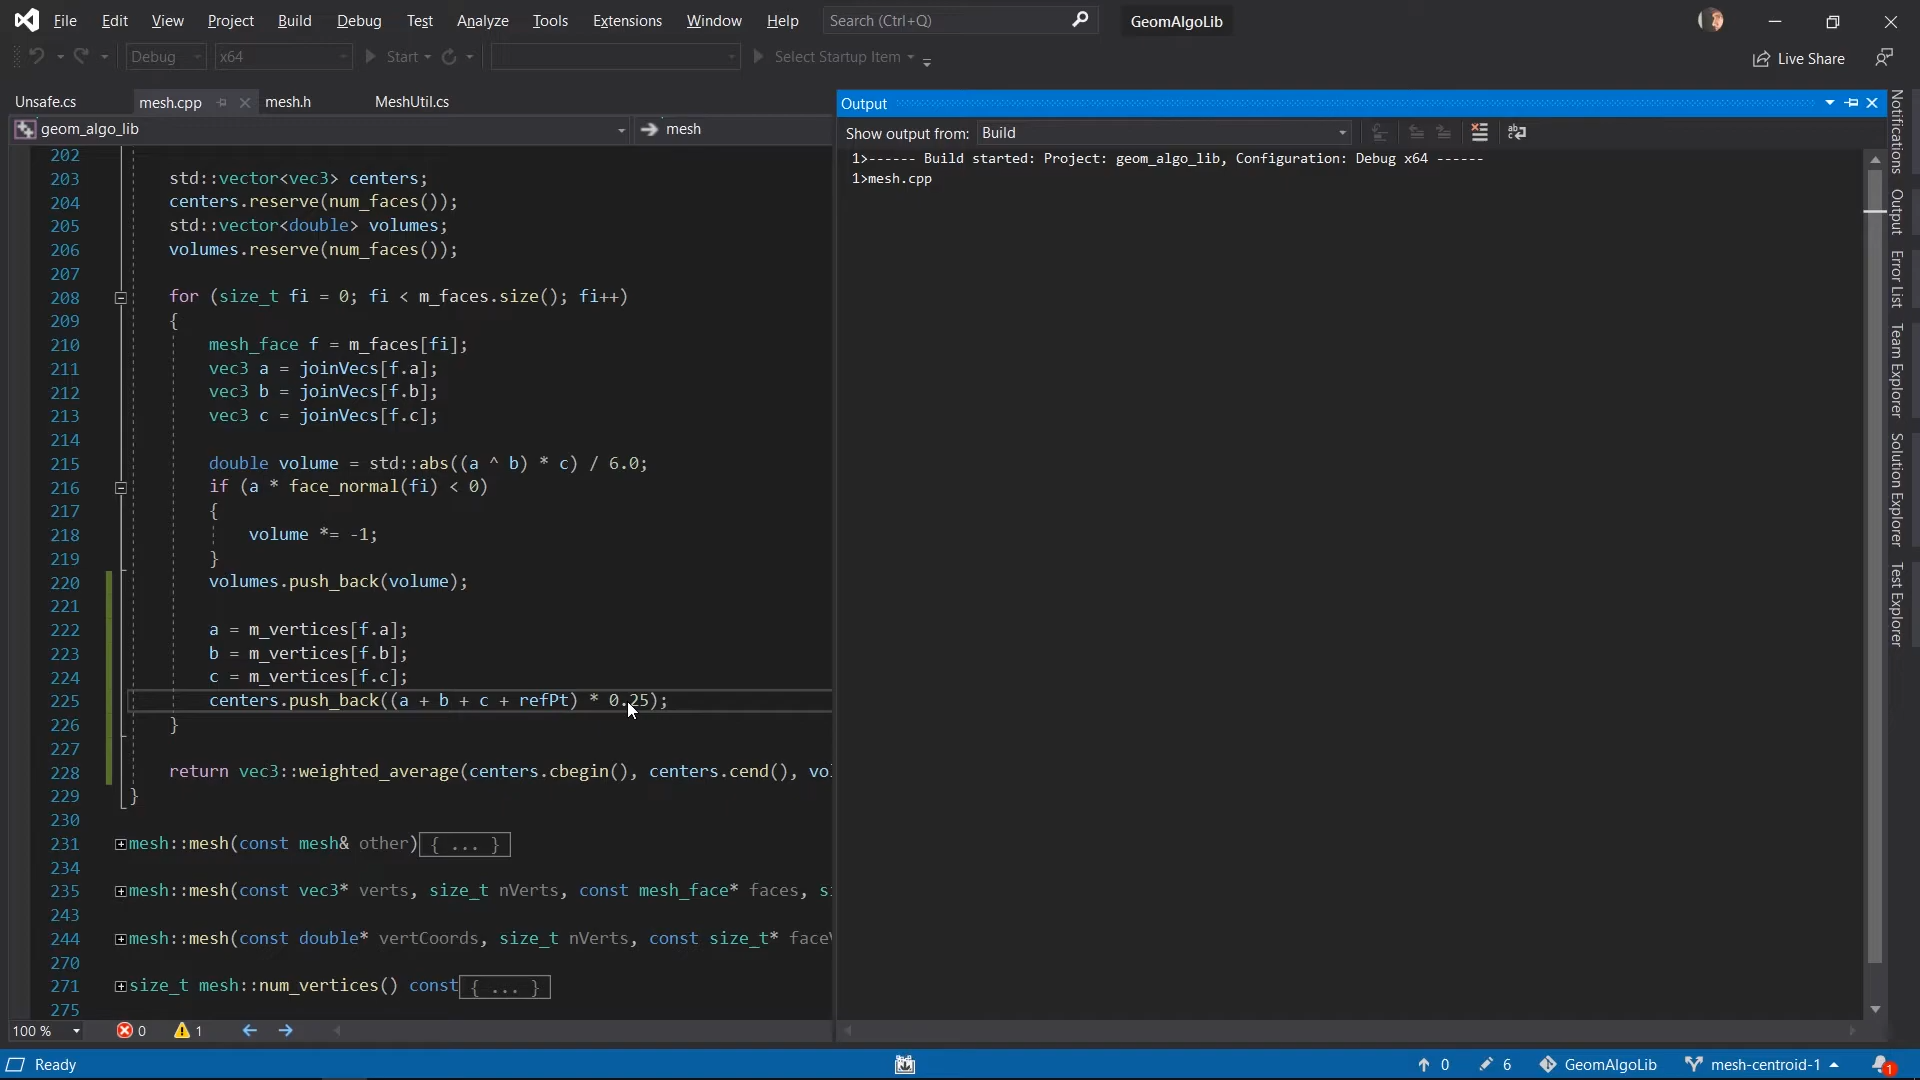 File Edit View Project Build Debug Test Analyze Tools Extensions Window Help Search (Ctrl+Q) GeomAlgoLib
Debug x64 Start Select Startup Item Live Share
Unsafe.cs mesh.cpp mesh.h MeshUtil.cs
geom_algo_lib mesh
202
203 std::vector<vec3> centers;
204 centers.reserve(num_faces());
205 std::vector<double> volumes;
206 volumes.reserve(num_faces());
207
208 for (size_t fi = 0; fi < m_faces.size(); fi++)
209 {
210 mesh_face f = m_faces[fi];
211 vec3 a = joinVecs[f.a];
212 vec3 b = joinVecs[f.b];
213 vec3 c = joinVecs[f.c];
214
215 double volume = std::abs((a ^ b) * c) / 6.0;
216 if (a * face_normal(fi) < 0)
217 {
218 volume *= -1;
219 }
220 volumes.push_back(volume);
221
222 a = m_vertices[f.a];
223 b = m_vertices[f.b];
224 c = m_vertices[f.c];
225 centers.push_back((a + b + c + refPt) * 0.25);
226 }
227
228 return vec3::weighted_average(centers.cbegin(), centers.cend(), vo
229 }
230
231 mesh::mesh(const mesh& other){ ... }
234
235 mesh::mesh(const vec3* verts, size_t nVerts, const mesh_face* faces, s
243
244 mesh::mesh(const double* vertCoords, size_t nVerts, const size_t* face
270
271 size_t mesh::num_vertices() const{ ... }
275
100 % 0 1
Output
Show output from: Build
1>------ Build started: Project: geom_algo_lib, Configuration: Debug x64 ------
1>mesh.cpp
Notifications
Output
Error List
Team Explorer
Solution Explorer
Test Explorer
Ready 0 6 GeomAlgoLib mesh-centroid-1 1